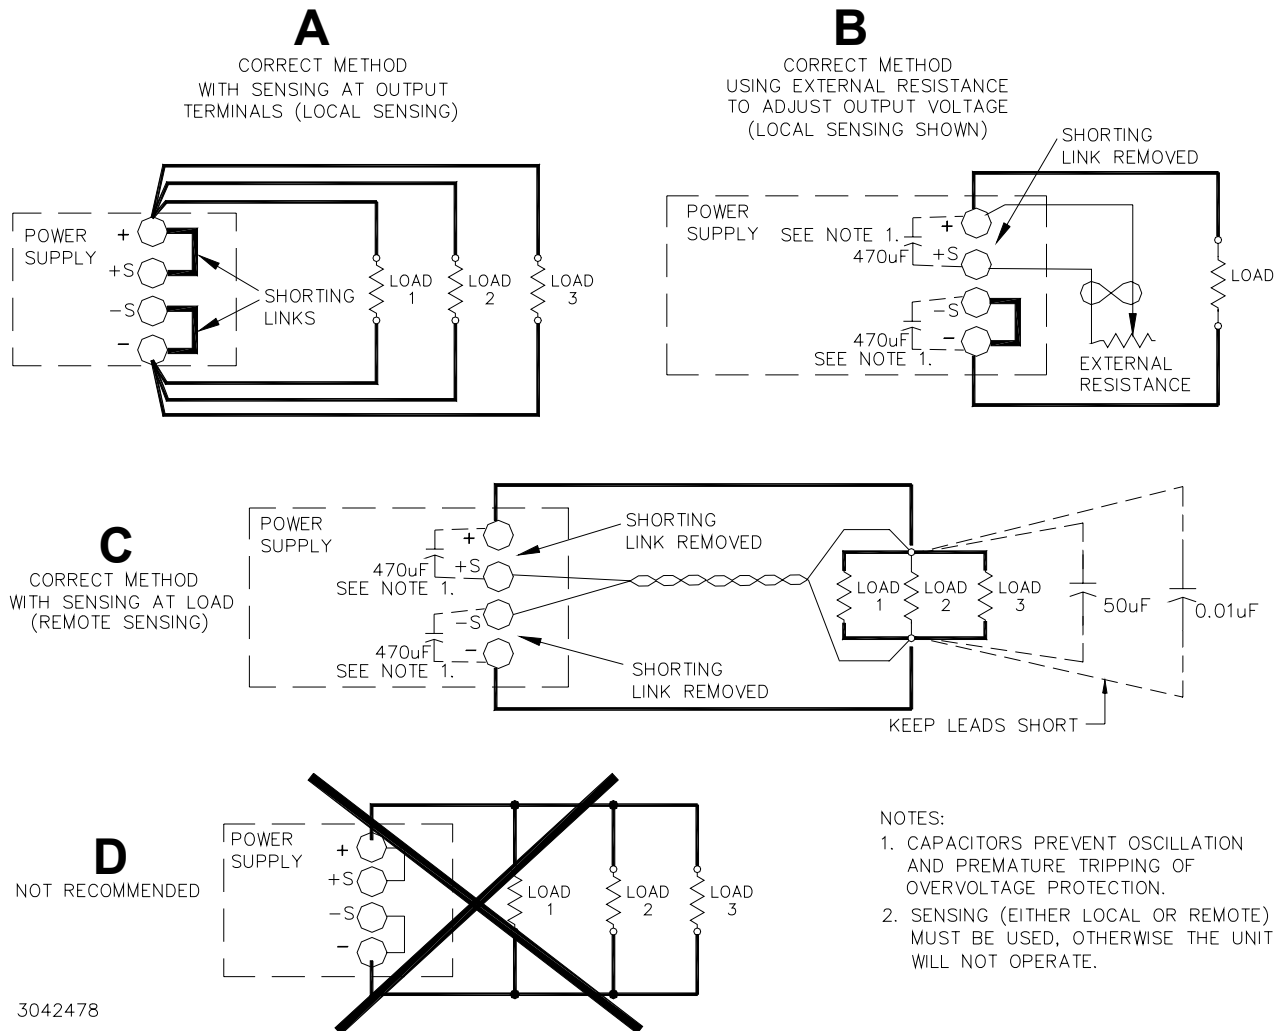 A
CORRECT METHOD
WITH SENSING AT OUTPUT
TERMINALS (LOCAL SENSING)
POWER
SUPPLY
+
+S
-S
-
SHORTING
LINKS
LOAD
1
LOAD
2
LOAD
3
B
CORRECT METHOD
USING EXTERNAL RESISTANCE
TO ADJUST OUTPUT VOLTAGE
(LOCAL SENSING SHOWN)
SHORTING
LINK REMOVED
POWER
SUPPLY
SEE NOTE 1.
470uF
+
+S
-S
-
470uF
SEE NOTE 1.
LOAD
EXTERNAL
RESISTANCE
C
CORRECT METHOD
WITH SENSING AT LOAD
(REMOTE SENSING)
POWER
SUPPLY
+
+S
470uF
SEE NOTE 1.
-S
-
470uF
SEE NOTE 1.
SHORTING
LINK REMOVED
SHORTING
LINK REMOVED
LOAD
1
LOAD
2
LOAD
3
50uF
0.01uF
KEEP LEADS SHORT
D
NOT RECOMMENDED
POWER
SUPPLY
+
+S
-S
-
LOAD
1
LOAD
2
LOAD
3
NOTES:
1. CAPACITORS PREVENT OSCILLATION
AND PREMATURE TRIPPING OF
OVERVOLTAGE PROTECTION.
2. SENSING (EITHER LOCAL OR REMOTE)
MUST BE USED, OTHERWISE THE UNIT
WILL NOT OPERATE.
3042478